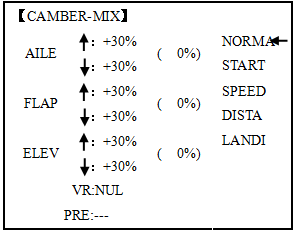 【CAMBER-MIX】
AILE ↑: +30% ( 0%) NORMA←
↓: +30% START
FLAP ↑: +30% ( 0%) SPEED
↓: +30% DISTA
ELEV ↑: +30% ( 0%) LANDI
↓: +30%
VR:NUL
PRE:---